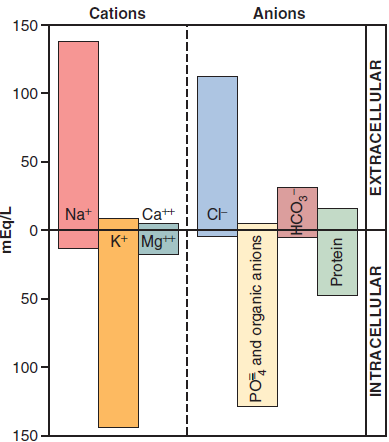 Cations Anions
150
100
50
0
50
100
150
mEq/L
Na⁺
K⁺
Ca⁺⁺
Mg⁺⁺
Cl⁻
PO₄⁼ and organic anions
HCO₃⁻
Protein
EXTRACELLULAR
INTRACELLULAR